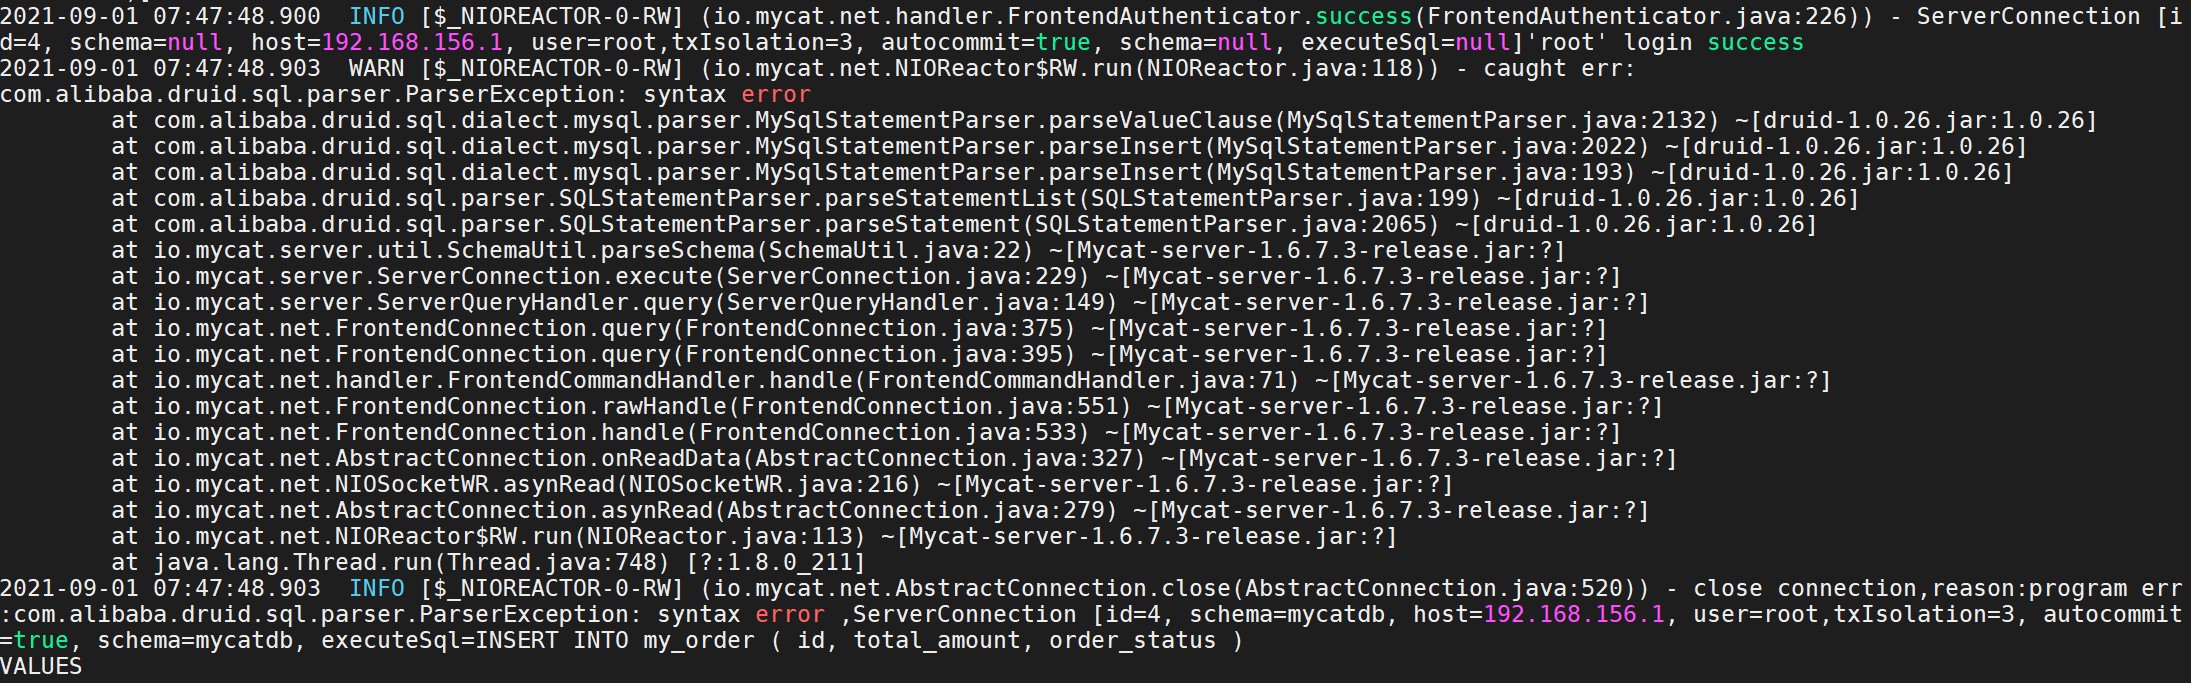 2021-09-01 07:47:48.900  INFO [$_NIOREACTOR-0-RW] (io.mycat.net.handler.FrontendAuthenticator.success(FrontendAuthenticator.java:226)) - ServerConnection [i
d=4, schema=null, host=192.168.156.1, user=root,txIsolation=3, autocommit=true, schema=null, executeSql=null]'root' login success
2021-09-01 07:47:48.903  WARN [$_NIOREACTOR-0-RW] (io.mycat.net.NIOReactor$RW.run(NIOReactor.java:118)) - caught err:
com.alibaba.druid.sql.parser.ParserException: syntax error
        at com.alibaba.druid.sql.dialect.mysql.parser.MySqlStatementParser.parseValueClause(MySqlStatementParser.java:2132) ~[druid-1.0.26.jar:1.0.26]
        at com.alibaba.druid.sql.dialect.mysql.parser.MySqlStatementParser.parseInsert(MySqlStatementParser.java:2022) ~[druid-1.0.26.jar:1.0.26]
        at com.alibaba.druid.sql.dialect.mysql.parser.MySqlStatementParser.parseInsert(MySqlStatementParser.java:193) ~[druid-1.0.26.jar:1.0.26]
        at com.alibaba.druid.sql.parser.SQLStatementParser.parseStatementList(SQLStatementParser.java:199) ~[druid-1.0.26.jar:1.0.26]
        at com.alibaba.druid.sql.parser.SQLStatementParser.parseStatement(SQLStatementParser.java:2065) ~[druid-1.0.26.jar:1.0.26]
        at io.mycat.server.util.SchemaUtil.parseSchema(SchemaUtil.java:22) ~[Mycat-server-1.6.7.3-release.jar:?]
        at io.mycat.server.ServerConnection.execute(ServerConnection.java:229) ~[Mycat-server-1.6.7.3-release.jar:?]
        at io.mycat.server.ServerQueryHandler.query(ServerQueryHandler.java:149) ~[Mycat-server-1.6.7.3-release.jar:?]
        at io.mycat.net.FrontendConnection.query(FrontendConnection.java:375) ~[Mycat-server-1.6.7.3-release.jar:?]
        at io.mycat.net.FrontendConnection.query(FrontendConnection.java:395) ~[Mycat-server-1.6.7.3-release.jar:?]
        at io.mycat.net.handler.FrontendCommandHandler.handle(FrontendCommandHandler.java:71) ~[Mycat-server-1.6.7.3-release.jar:?]
        at io.mycat.net.FrontendConnection.rawHandle(FrontendConnection.java:551) ~[Mycat-server-1.6.7.3-release.jar:?]
        at io.mycat.net.FrontendConnection.handle(FrontendConnection.java:533) ~[Mycat-server-1.6.7.3-release.jar:?]
        at io.mycat.net.AbstractConnection.onReadData(AbstractConnection.java:327) ~[Mycat-server-1.6.7.3-release.jar:?]
        at io.mycat.net.NIOSocketWR.asynRead(NIOSocketWR.java:216) ~[Mycat-server-1.6.7.3-release.jar:?]
        at io.mycat.net.AbstractConnection.asynRead(AbstractConnection.java:279) ~[Mycat-server-1.6.7.3-release.jar:?]
        at io.mycat.net.NIOReactor$RW.run(NIOReactor.java:113) ~[Mycat-server-1.6.7.3-release.jar:?]
        at java.lang.Thread.run(Thread.java:748) [?:1.8.0_211]
2021-09-01 07:47:48.903  INFO [$_NIOREACTOR-0-RW] (io.mycat.net.AbstractConnection.close(AbstractConnection.java:520)) - close connection,reason:program err
:com.alibaba.druid.sql.parser.ParserException: syntax error ,ServerConnection [id=4, schema=mycatdb, host=192.168.156.1, user=root,txIsolation=3, autocommit
=true, schema=mycatdb, executeSql=INSERT INTO my_order ( id, total_amount, order_status )
VALUES